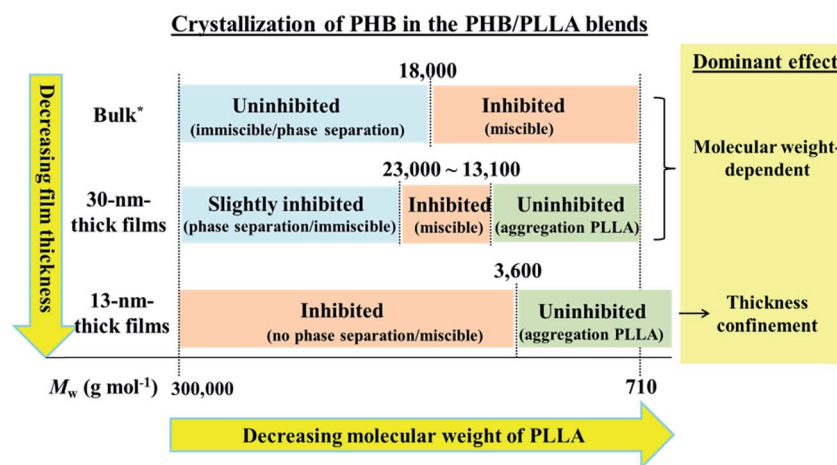 Crystallization of PHB in the PHB/PLLA blends
Dominant effect
Decreasing film thickness
18,000
Bulk*
Uninhibited
(immiscible/phase separation)
Inhibited
(miscible)
Molecular weight-
dependent
23,000 ~ 13,100
30-nm-
thick films
Slightly inhibited
(phase separation/immiscible)
Inhibited
(miscible)
Uninhibited
(aggregation PLLA)
3,600
13-nm-
thick films
Inhibited
(no phase separation/miscible)
Uninhibited
(aggregation PLLA)
Thickness
confinement
Mw (g mol-1)
300,000
710
Decreasing molecular weight of PLLA